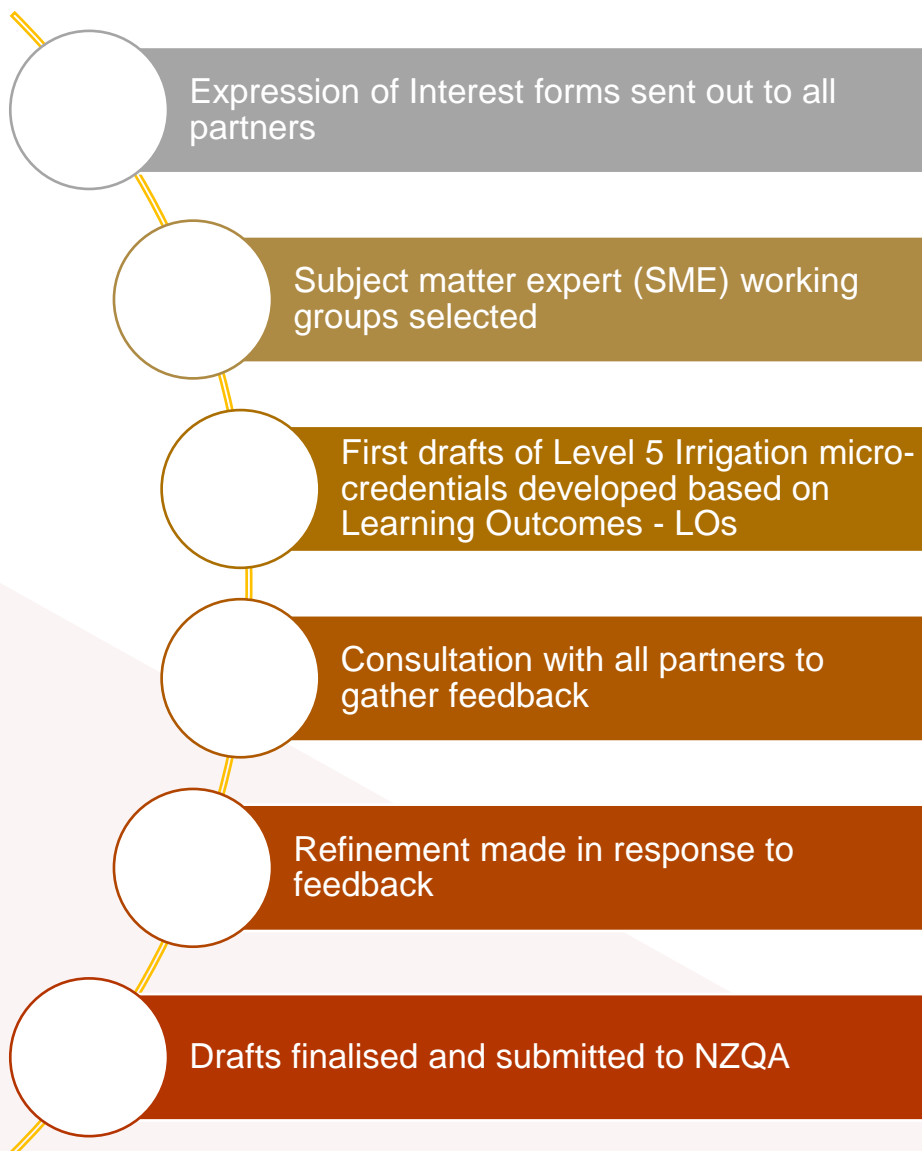 Expression of Interest forms sent out to all
partners
Subject matter expert (SME) working
groups selected
First drafts of Level 5 Irrigation micro-
credentials developed based on
Learning Outcomes - LOs
Consultation with all partners to
gather feedback
Refinement made in response to
feedback
Drafts finalised and submitted to NZQA